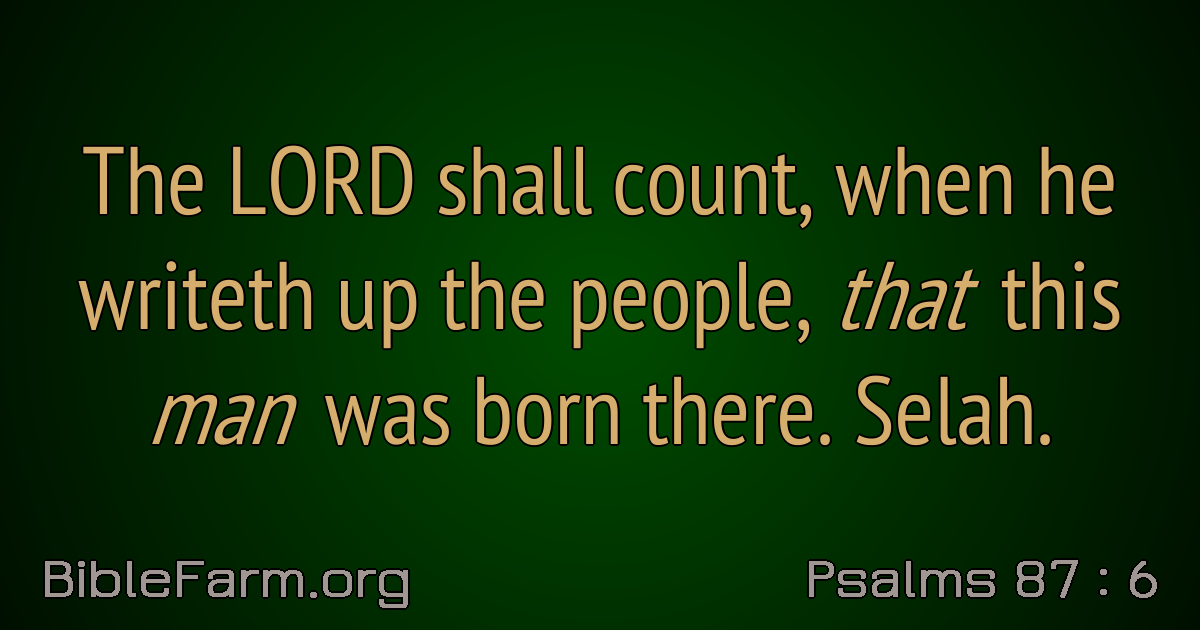 The LORD shall count, when he
writeth up the people, that this
man was born there. Selah.
BibleFarm.org
Psalms 87 : 6